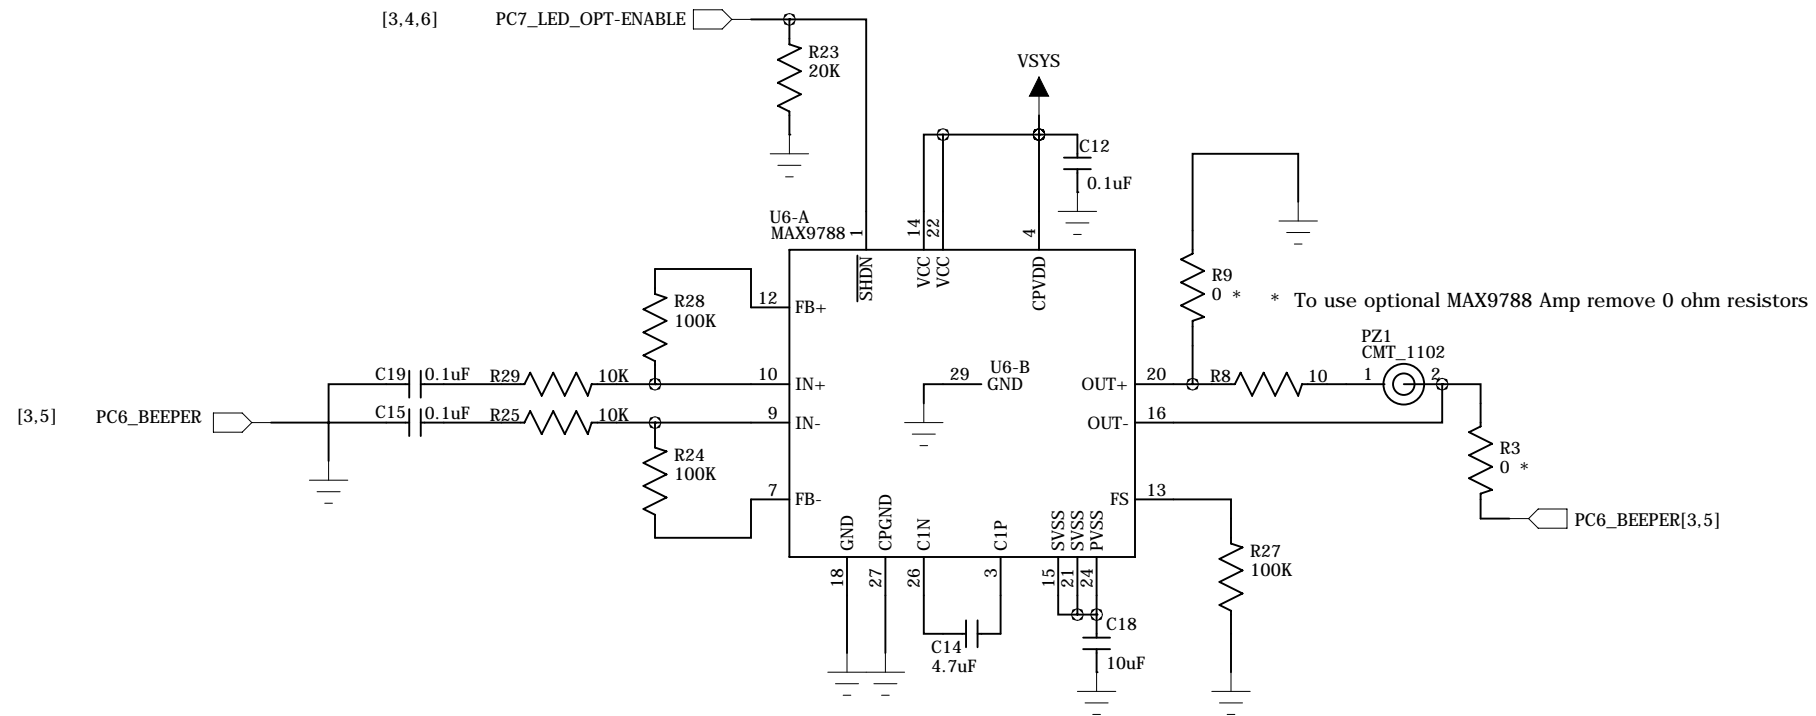 [3,4,6] PC7_LED_OPT-ENABLE
R23
20K
VSYS
C12
0.1uF
U6-A
MAX9788
1
14
22
4
SHDN
VCC
VCC
CPVDD
R9
0 *
* To use optional MAX9788 Amp remove 0 ohm resistors
R28
100K
12
FB+
PZ1
CMT_1102
C19
0.1uF
R29
10K
10
IN+
29
U6-B
GND
OUT+
20
R8
10
1
2
[3,5] PC6_BEEPER
C15
0.1uF
R25
10K
9
IN-
OUT-
16
R24
100K
R3
0 *
7
FB-
FS
13
PC6_BEEPER[3,5]
GND
CPGND
C1N
C1P
SVSS
SVSS
PVSS
18
27
26
3
15
21
24
R27
100K
C14
4.7uF
C18
10uF